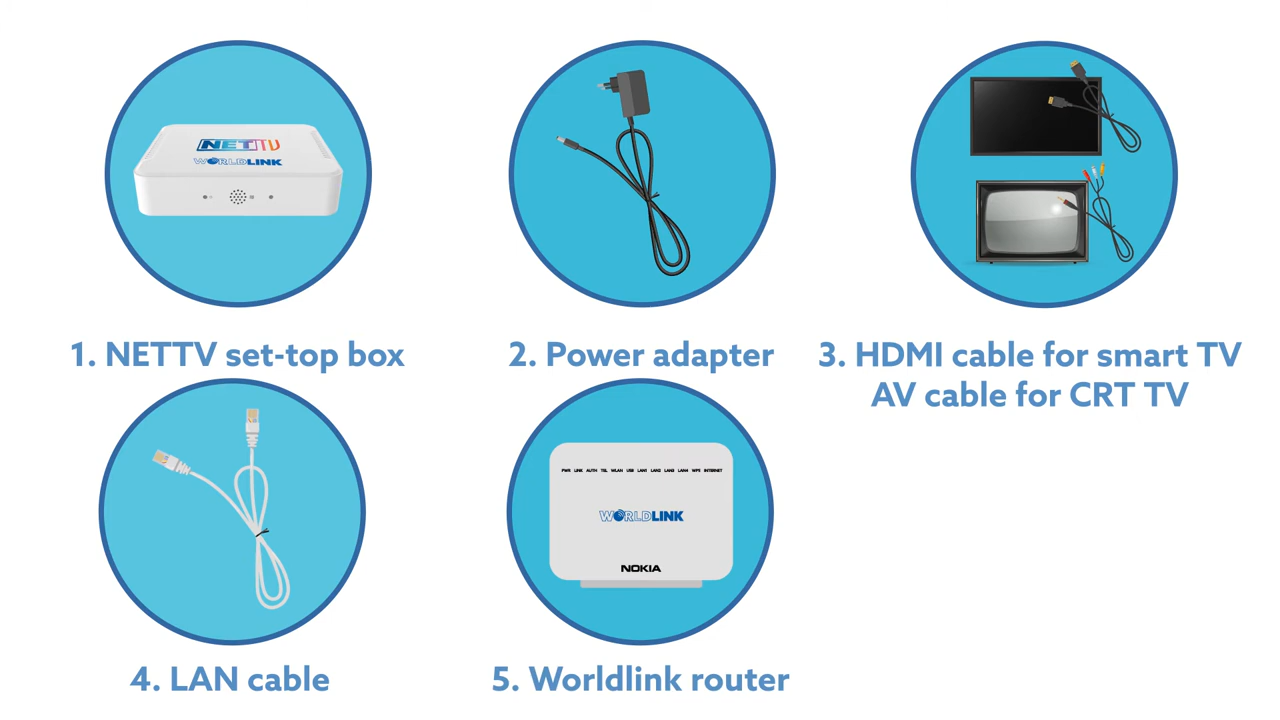 NETTV
WORLDLINK
1. NETTV set-top box
2. Power adapter
3. HDMI cable for smart TV
AV cable for CRT TV
4. LAN cable
PWR LINK AUTH TEL WLAN USB LAN1 LAN2 LAN3 LAN4 WPS INTERNET
WORLDLINK
NOKIA
5. Worldlink router